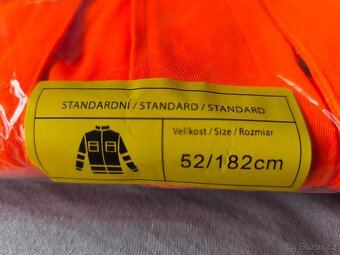 STANDARDNÍ / STANDARD / STANDARD
Velikost / Size / Rozmiar
52/182cm